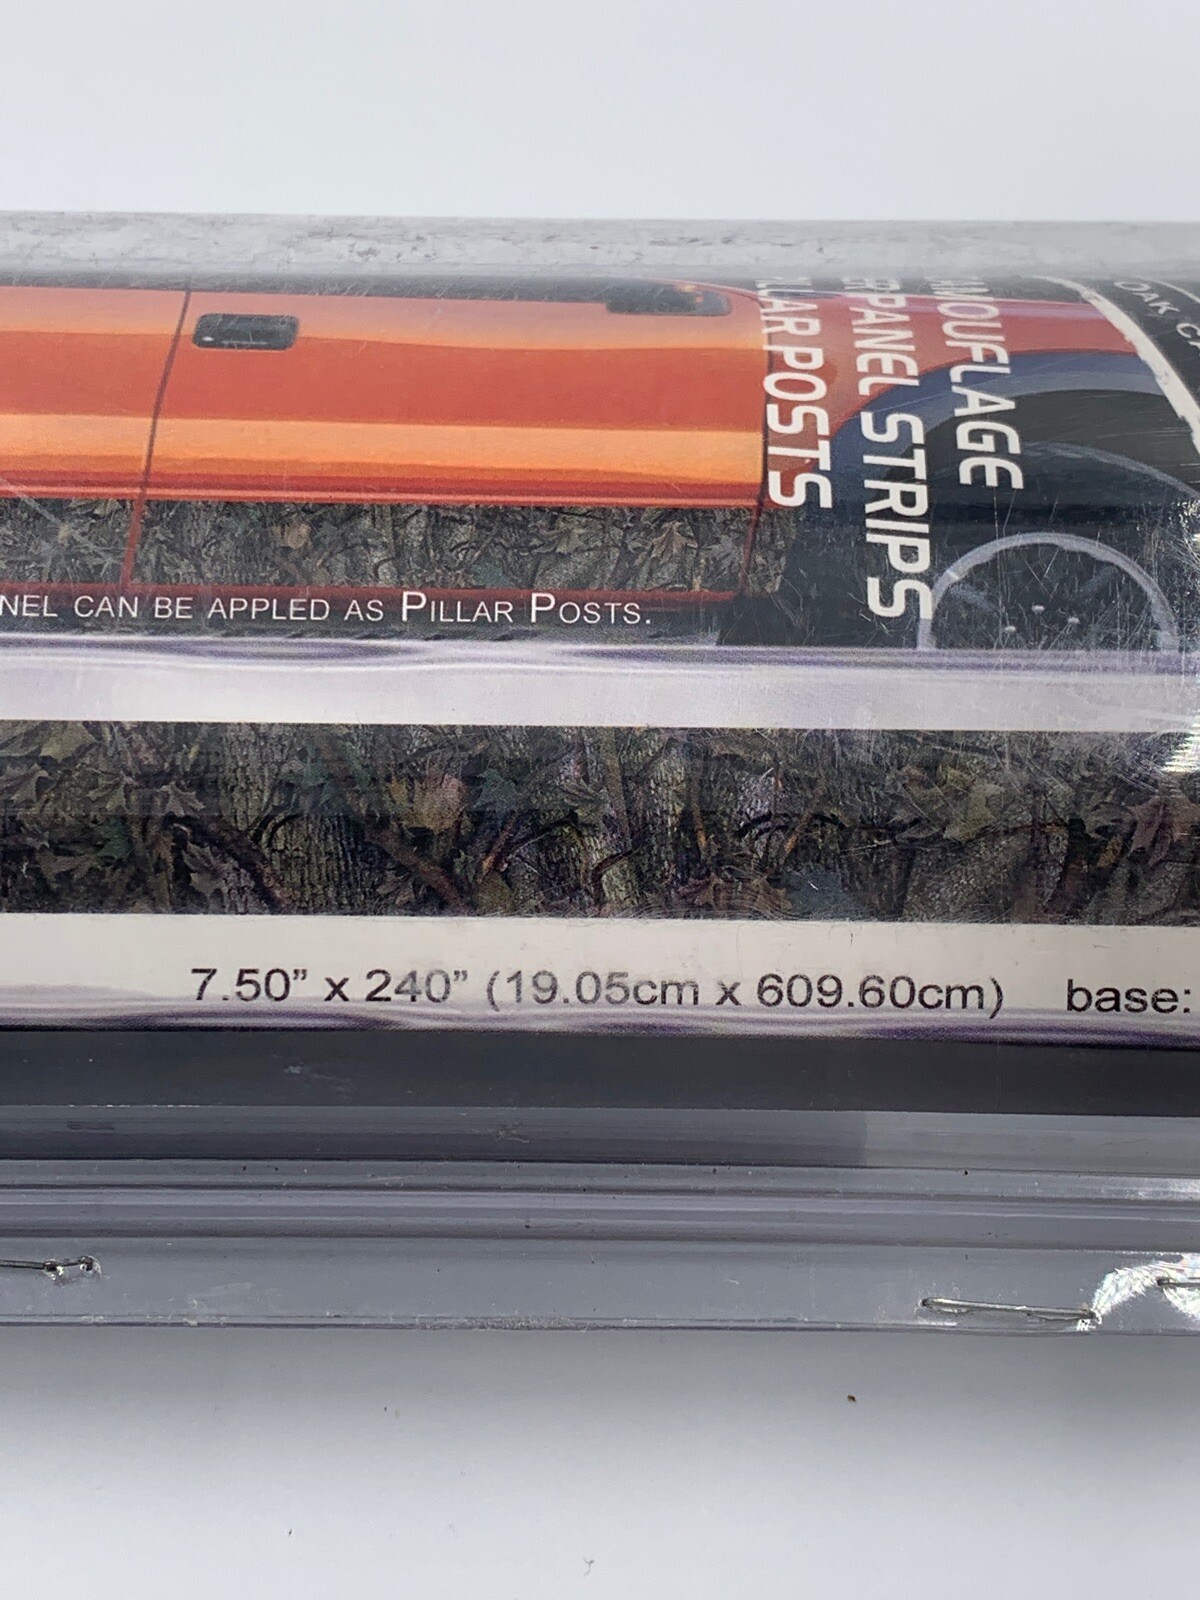 OAK
MOUFLAGE
PANEL STRIPS
LAR POSTS
NEL CAN BE APPLED AS PILLAR POSTS.
7.50” x 240” (19.05cm x 609.60cm) base: